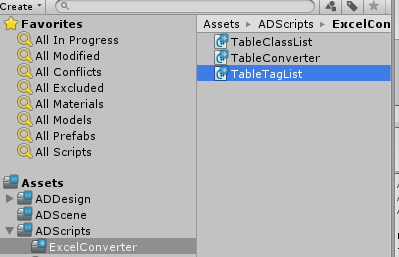 Create
Favorites
All In Progress
All Modified
All Conflicts
All Excluded
All Materials
All Models
All Prefabs
All Scripts
Assets
ADDesign
ADScene
ADScripts
ExcelConverter
Assets ADScripts ExcelCon
TableClassList
TableConverter
TableTagList